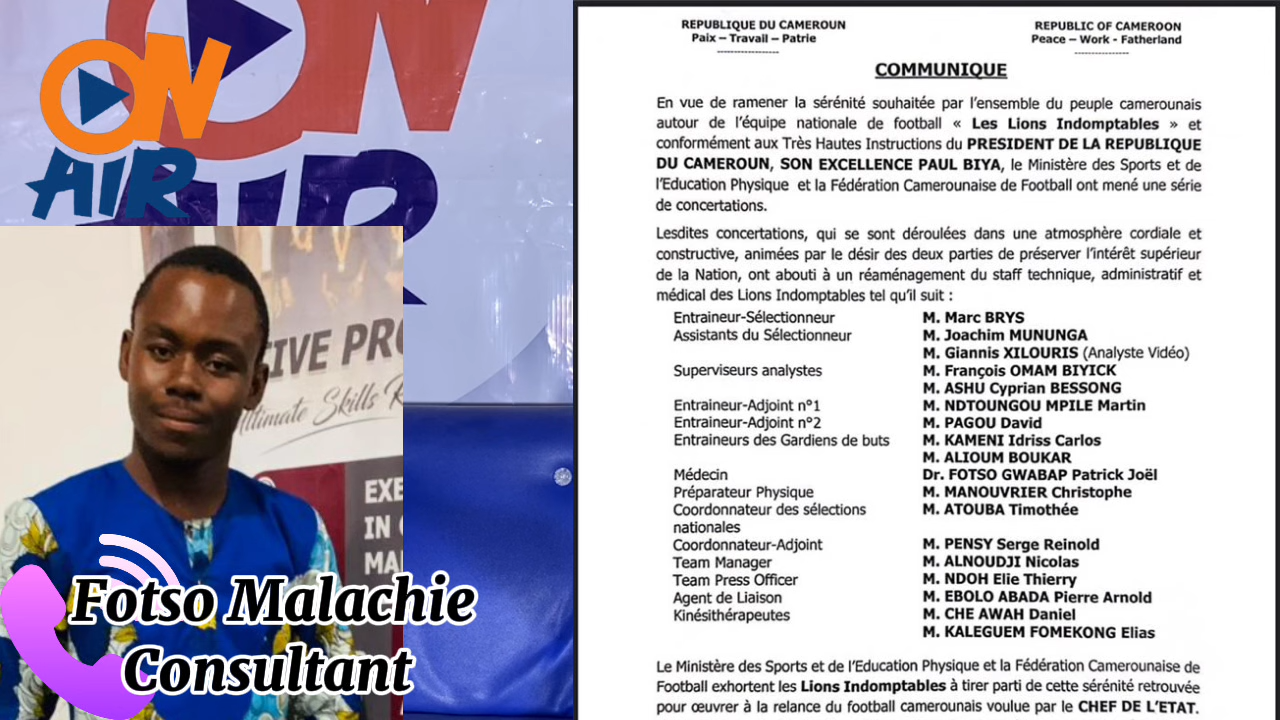 ON
AIR
ON
IVE PRO
Ultimate Skills R
EXE
IN
MA
Fotso Malachie
Consultant
REPUBLIQUE DU CAMEROUN
Paix – Travail – Patrie
-------------------
REPUBLIC OF CAMEROON
Peace – Work - Fatherland
----------------
COMMUNIQUE
En vue de ramener la sérénité souhaitée par l'ensemble du peuple camerounais
autour de l'équipe nationale de football « Les Lions Indomptables » et
conformément aux Très Hautes Instructions du PRESIDENT DE LA REPUBLIQUE
DU CAMEROUN, SON EXCELLENCE PAUL BIYA, le Ministère des Sports et de
l'Education Physique et la Fédération Camerounaise de Football ont mené une série
de concertations.
Lesdites concertations, qui se sont déroulées dans une atmosphère cordiale et
constructive, animées par le désir des deux parties de préserver l'intérêt supérieur
de la Nation, ont abouti à un réaménagement du staff technique, administratif et
médical des Lions Indomptables tel qu'il suit :
Entraineur-Sélectionneur M. Marc BRYS
Assistants du Sélectionneur M. Joachim MUNUNGA
M. Giannis XILOURIS (Analyste Vidéo)
Superviseurs analystes M. François OMAM BIYICK
M. ASHU Cyprian BESSONG
Entraineur-Adjoint n°1 M. NDTOUNGOU MPILE Martin
Entraineur-Adjoint n°2 M. PAGOU David
Entraineurs des Gardiens de buts M. KAMENI Idriss Carlos
M. ALIOUM BOUKAR
Médecin Dr. FOTSO GWABAP Patrick Joël
Préparateur Physique M. MANOUVRIER Christophe
Coordonnateur des sélections M. ATOUBA Timothée
nationales
Coordonnateur-Adjoint M. PENSY Serge Reinold
Team Manager M. ALNOUDJI Nicolas
Team Press Officer M. NDOH Elie Thierry
Agent de Liaison M. EBOLO ABADA Pierre Arnold
Kinésithérapeutes M. CHE AWAH Daniel
M. KALEGUEM FOMEKONG Elias
Le Ministère des Sports et de l'Education Physique et la Fédération Camerounaise de
Football exhortent les Lions Indomptables à tirer parti de cette sérénité retrouvée
pour œuvrer à la relance du football camerounais voulue par le CHEF DE L'ETAT.